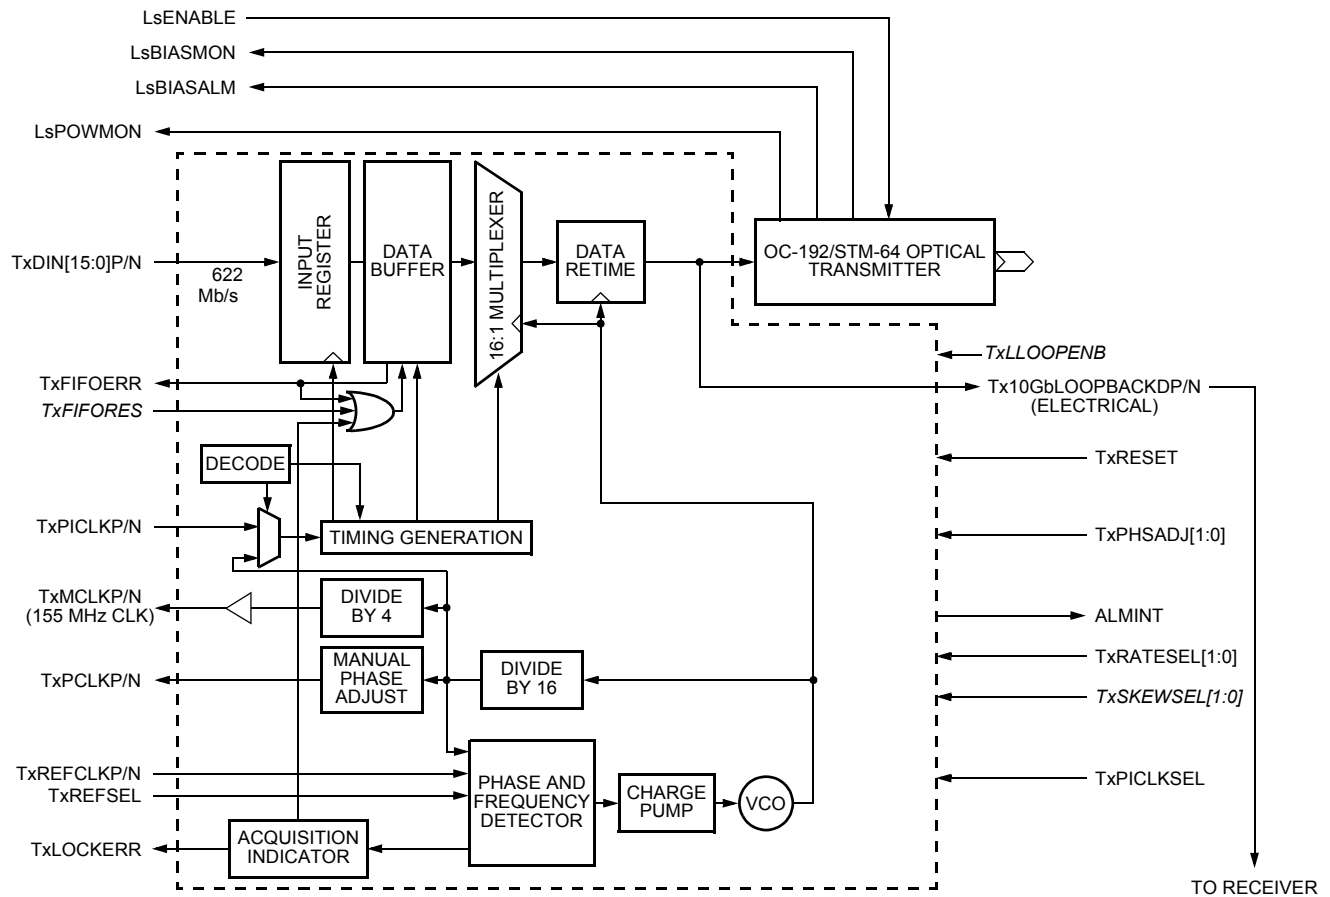 LsENABLE
LsBIASMON
LsBIASALM
LsPOWMON
TxDIN[15:0]P/N
622
Mb/s
INPUT
REGISTER
DATA
BUFFER
16:1 MULTIPLEXER
DATA
RETIME
OC-192/STM-64 OPTICAL
TRANSMITTER
TxLLOOPENB
TxFIFOERR
Tx10GbLOOPBACKDP/N
(ELECTRICAL)
TxFIFORES
DECODE
TxRESET
TxPICLKP/N
TIMING GENERATION
TxPHSADJ[1:0]
TxMCLKP/N
(155 MHz CLK)
DIVIDE
BY 4
ALMINT
TxPCLKP/N
MANUAL
PHASE
ADJUST
DIVIDE
BY 16
TxRATESEL[1:0]
TxSKEWSEL[1:0]
TxREFCLKP/N
TxREFSEL
PHASE AND
FREQUENCY
DETECTOR
CHARGE
PUMP
VCO
TxPICLKSEL
TxLOCKERR
ACQUISITION
INDICATOR
TO RECEIVER